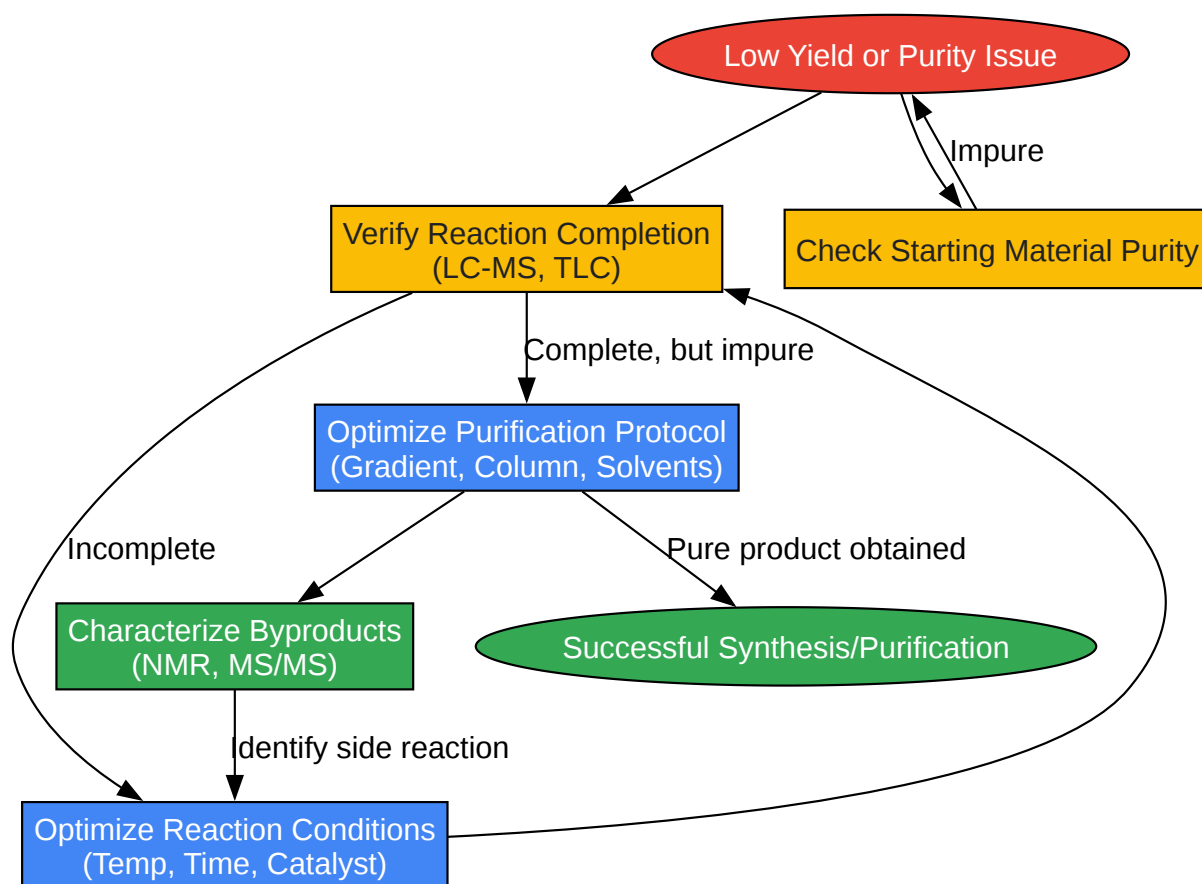 Low Yield or Purity Issue
Impure
Verify Reaction Completion
(LC-MS, TLC)
Check Starting Material Purity
Complete, but impure
Optimize Purification Protocol
(Gradient, Column, Solvents)
Incomplete
Pure product obtained
Characterize Byproducts
(NMR, MS/MS)
Successful Synthesis/Purification
Identify side reaction
Optimize Reaction Conditions
(Temp, Time, Catalyst)